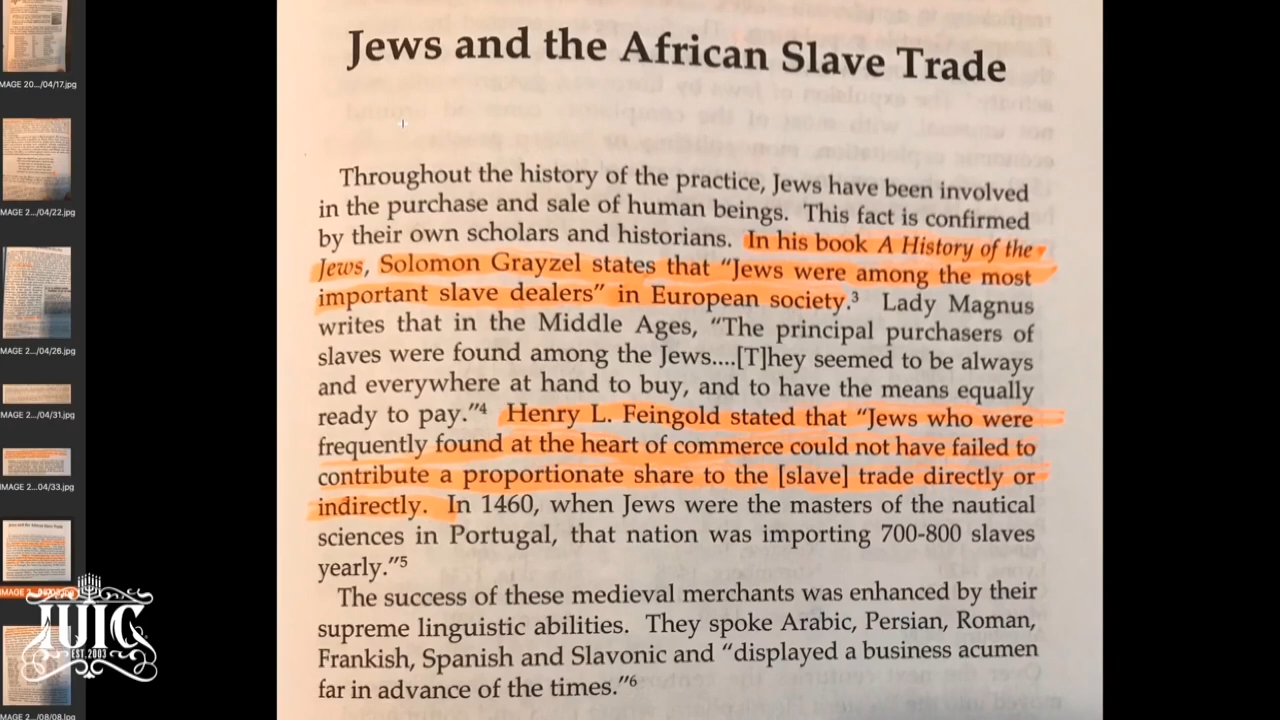 MAGE 20.../04/17.jpg
MAGE 2.../04/22.jpg
MAGE 2.../04/26.jpg
MAGE 2.../04/31.jpg
MAGE 2...04/33.jpg
IUIC
EST.2003
MAGE 2.../08/08.jpg
Jews and the African Slave Trade
Throughout the history of the practice, Jews have been involved
in the purchase and sale of human beings. This fact is confirmed
by their own scholars and historians. In his book A History of the
Jews, Solomon Grayzel states that "Jews were among the most
important slave dealers" in European society.3 Lady Magnus
writes that in the Middle Ages, "The principal purchasers of
slaves were found among the Jews....[T]hey seemed to be always
and everywhere at hand to buy, and to have the means equally
ready to pay."4 Henry L. Feingold stated that "Jews who were
frequently found at the heart of commerce could not have failed to
contribute a proportionate share to the [slave] trade directly or
indirectly. In 1460, when Jews were the masters of the nautical
sciences in Portugal, that nation was importing 700-800 slaves
yearly."5
The success of these medieval merchants was enhanced by their
supreme linguistic abilities. They spoke Arabic, Persian, Roman,
Frankish, Spanish and Slavonic and "displayed a business acumen
far in advance of the times."6